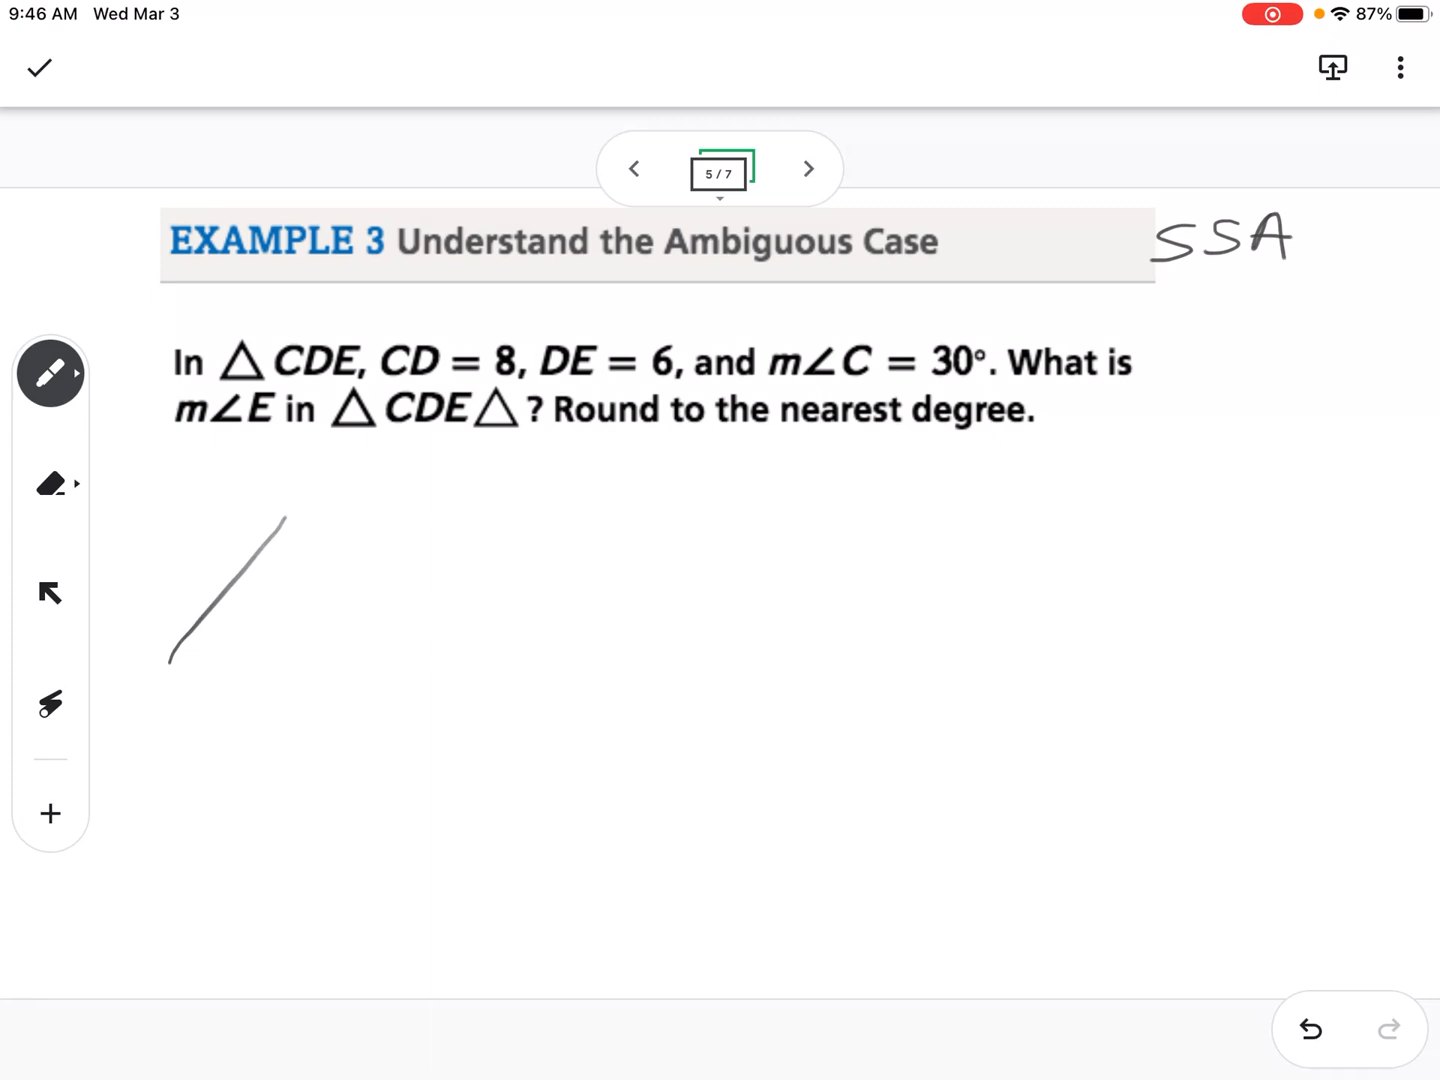 9:46 AM Wed Mar 3
87%
5 / 7
EXAMPLE 3 Understand the Ambiguous Case
SSA
In △ CDE, CD = 8, DE = 6, and m∠C = 30°. What is
m∠E in △ CDE△ ? Round to the nearest degree.